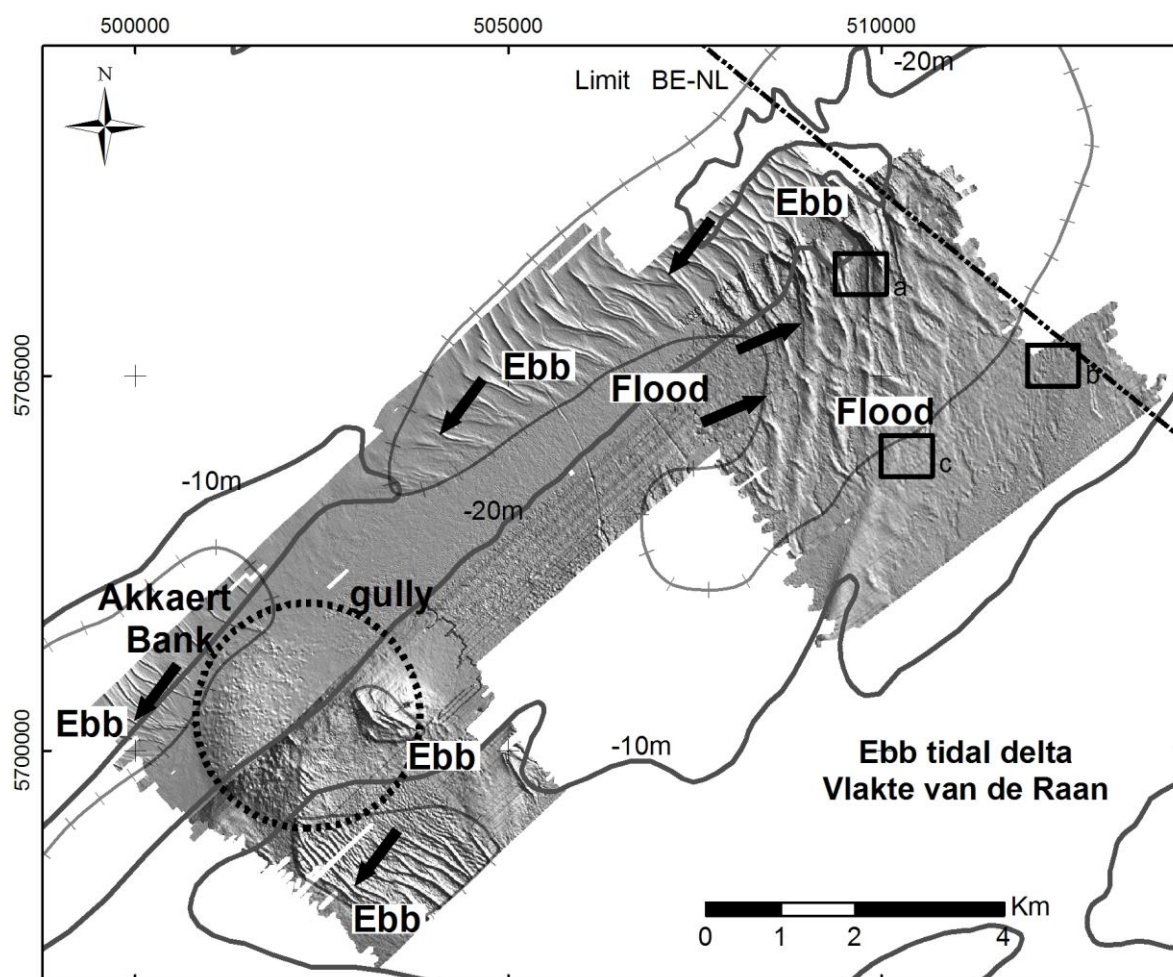 500000
505000
510000
N
Limit BE-NL
-20m
Ebb
a
5705000
Ebb
b
Flood
Flood
c
-10m
-20m
Akkaert
Bank
gully
Ebb
Ebb
5700000
-10m
Ebb tidal delta
Vlakte van de Raan
Ebb
Km
0
1
2
4